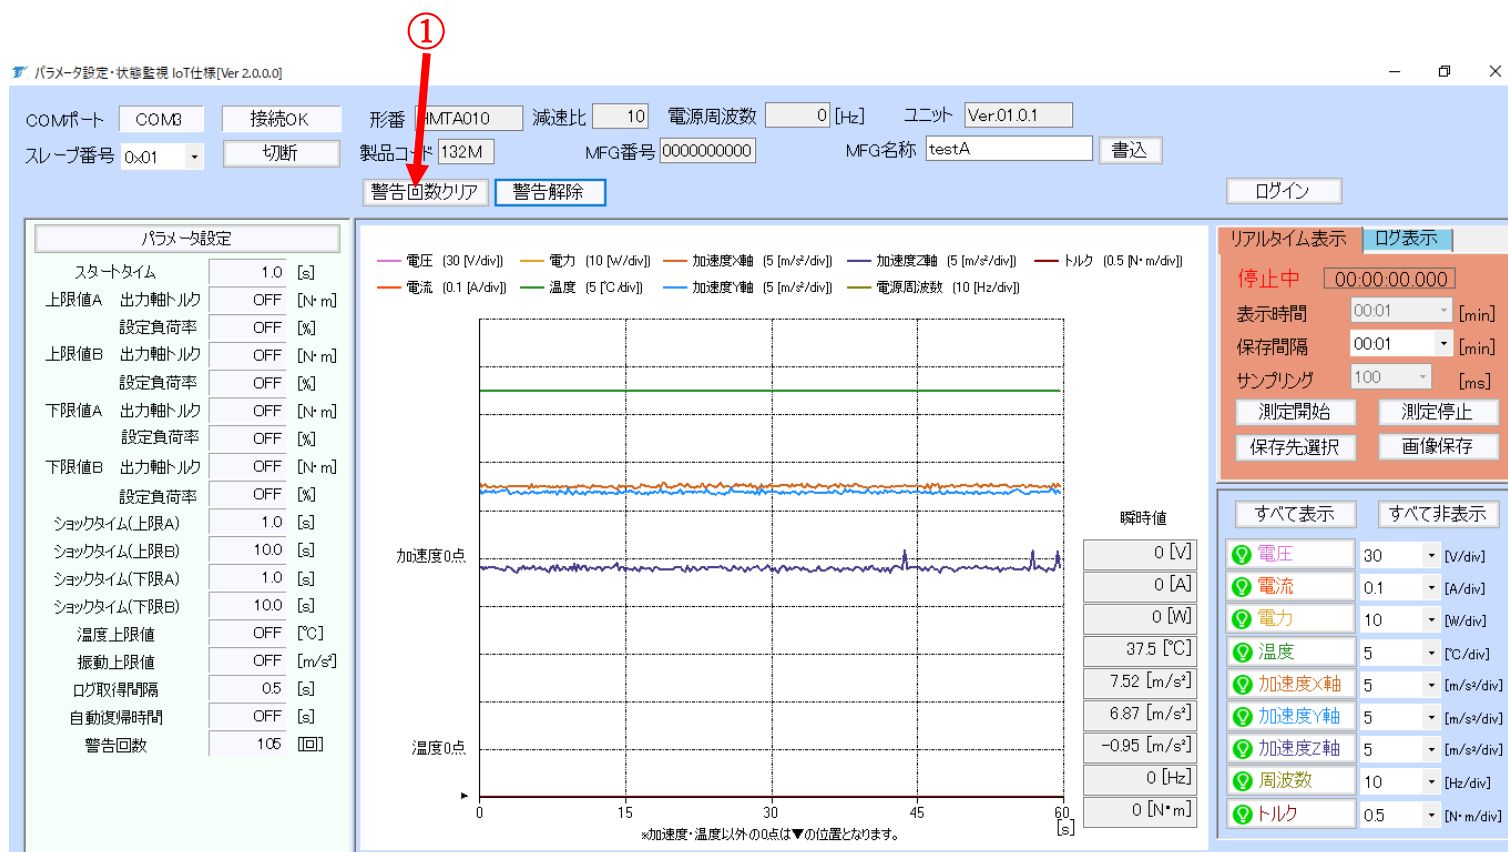 ①
パラメータ設定・状態監視 IoT仕様[Ver 2.0.0.0]
COMポート COM3 接続OK 形番 HMTA010 減速比 10 電源周波数 0 [Hz] ユニット Ver.01.0.1
スレーブ番号 0x01 切断 製品コード 132M MFG番号 0000000000 MFG名称 testA 書込
警告回数クリア 警告解除 ログイン
パラメータ設定
スタートタイム 1.0 [s]
上限値A 出力軸トルク OFF [N・m]
設定負荷率 OFF [%]
上限値B 出力軸トルク OFF [N・m]
設定負荷率 OFF [%]
下限値A 出力軸トルク OFF [N・m]
設定負荷率 OFF [%]
下限値B 出力軸トルク OFF [N・m]
設定負荷率 OFF [%]
ショックタイム(上限A) 1.0 [s]
ショックタイム(上限B) 10.0 [s]
ショックタイム(下限A) 1.0 [s]
ショックタイム(下限B) 10.0 [s]
温度上限値 OFF [℃]
振動上限値 OFF [m/s²]
ログ取得間隔 0.5 [s]
自動復帰時間 OFF [s]
警告回数 105 [回]
電圧 (30 [V/div]) 電力 (10 [W/div]) 加速度X軸 (5 [m/s²/div]) 加速度Z軸 (5 [m/s²/div]) トルク (0.5 [N・m/div])
電流 (0.1 [A/div]) 温度 (5 [℃/div]) 加速度Y軸 (5 [m/s²/div]) 電源周波数 (10 [Hz/div])
加速度0点
温度0点
0 15 30 45 60
[s]
※加速度・温度以外の0点は▼の位置となります。
瞬時値
0 [V]
0 [A]
0 [W]
37.5 [℃]
7.52 [m/s²]
6.87 [m/s²]
-0.95 [m/s²]
0 [Hz]
0 [N・m]
リアルタイム表示 ログ表示
停止中 00:00:00.000
表示時間 00:01 [min]
保存間隔 00:01 [min]
サンプリング 100 [ms]
測定開始 測定停止
保存先選択 画像保存
すべて表示 すべて非表示
電圧 30 [V/div]
電流 0.1 [A/div]
電力 10 [W/div]
温度 5 [℃/div]
加速度X軸 5 [m/s²/div]
加速度Y軸 5 [m/s²/div]
加速度Z軸 5 [m/s²/div]
周波数 10 [Hz/div]
トルク 0.5 [N・m/div]